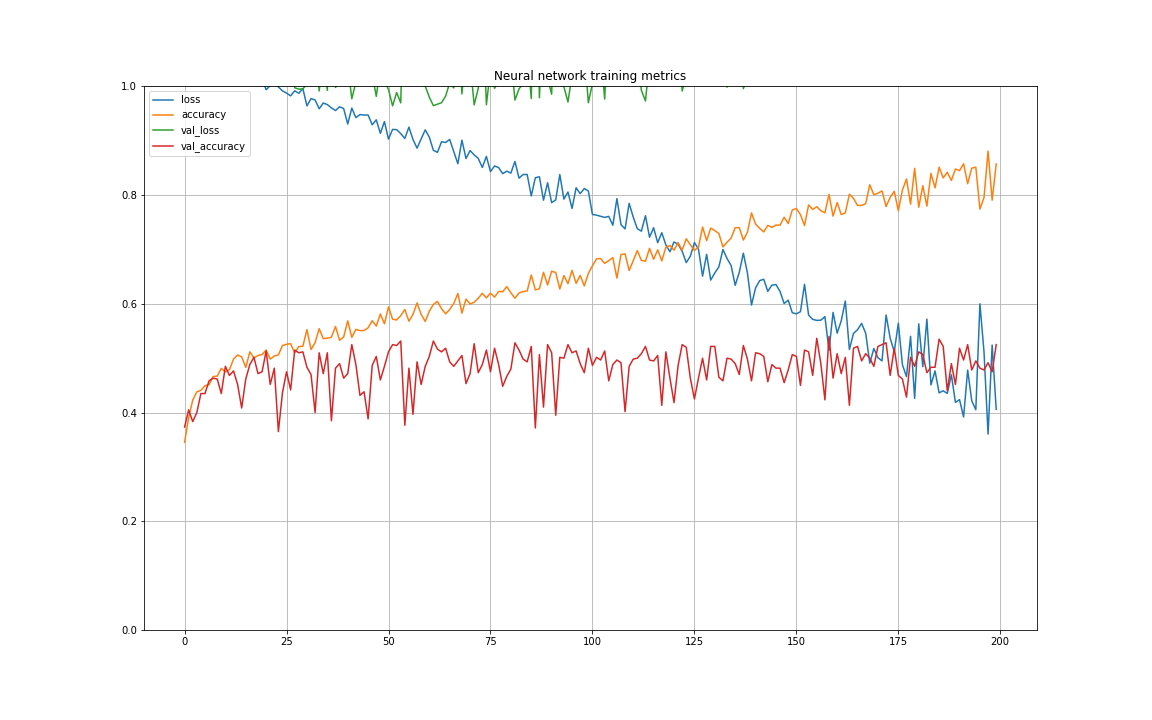 Neural network training metrics
1.0
loss
accuracy
val_loss
val_accuracy
0.8
0.6
0.4
0.2
0.0
0 25 50 75 100 125 150 175 200